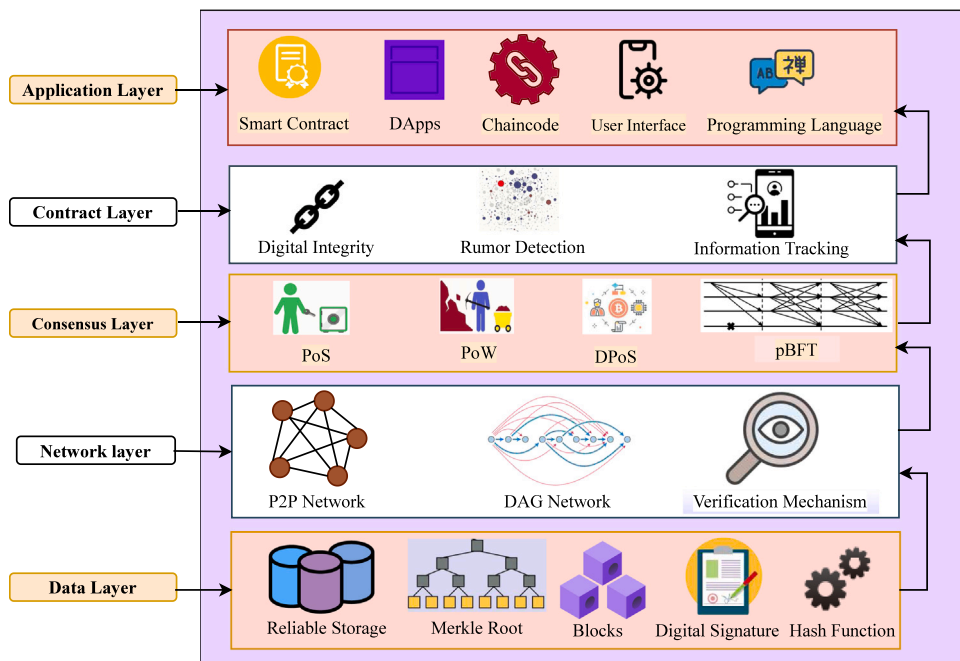 Application Layer
AB 禅
Smart Contract
DApps
Chaincode
User Interface
Programming Language
Contract Layer
Digital Integrity
Rumor Detection
Information Tracking
Consensus Layer
PoS
PoW
DPoS
pBFT
Network layer
P2P Network
DAG Network
Verification Mechanism
Data Layer
Reliable Storage
Merkle Root
Blocks
Digital Signature
Hash Function